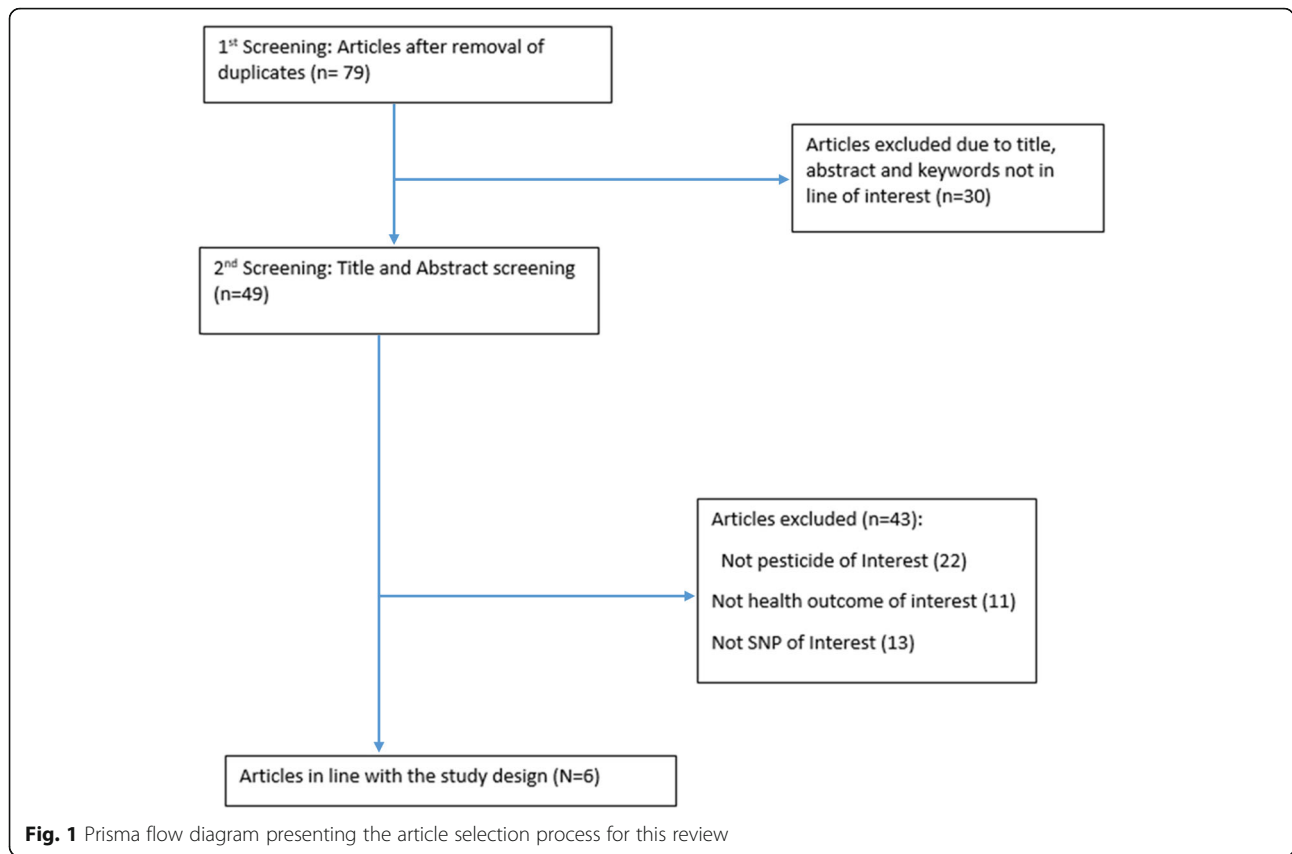 1st Screening: Articles after removal of
duplicates (n= 79)
Articles excluded due to title,
abstract and keywords not in
line of interest (n=30)
2nd Screening: Title and Abstract screening
(n=49)
Articles excluded (n=43):
Not pesticide of Interest (22)
Not health outcome of interest (11)
Not SNP of Interest (13)
Articles in line with the study design (N=6)
Fig. 1 Prisma flow diagram presenting the article selection process for this review